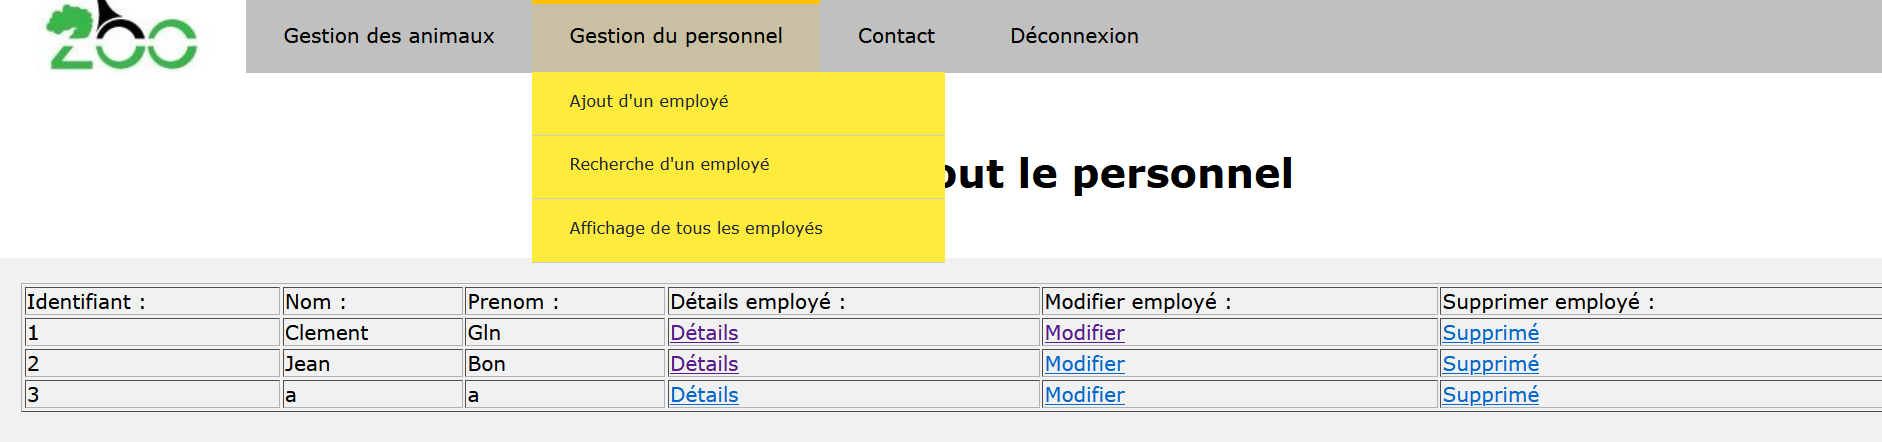 zoo
Gestion des animaux Gestion du personnel Contact Déconnexion
Ajout d'un employé
Recherche d'un employé
out le personnel
Affichage de tous les employés
Identifiant : Nom : Prenom : Détails employé : Modifier employé : Supprimer employé :
1 Clement Gln Détails Modifier Supprimé
2 Jean Bon Détails Modifier Supprimé
3 a a Détails Modifier Supprimé